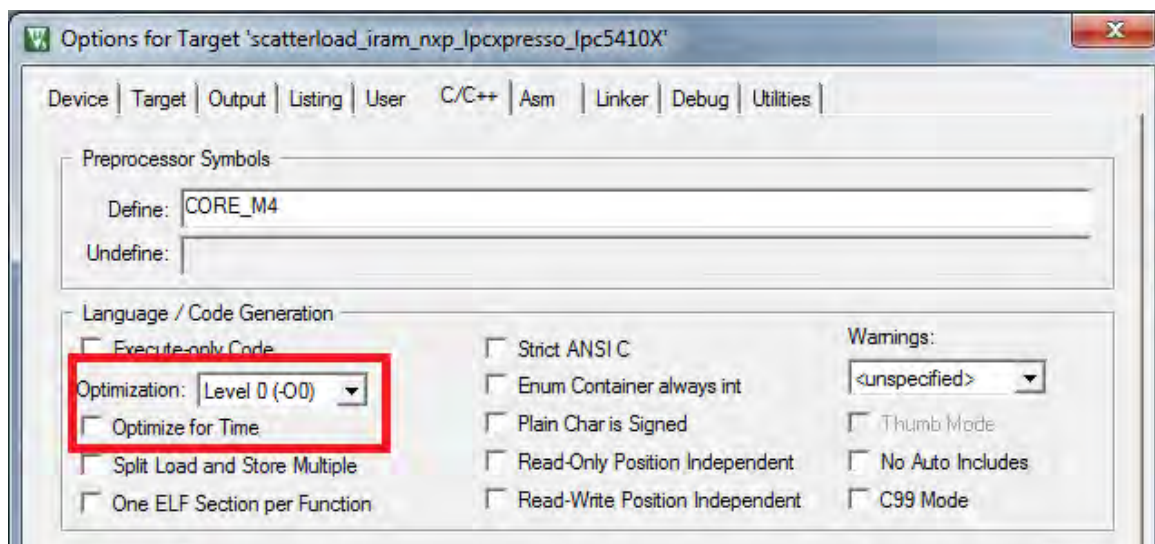 Options for Target 'scatterload_iram_nxp_lpcxpresso_lpc5410X'
Device | Target | Output | Listing | User C/C++ | Asm | Linker | Debug | Utilities |
Preprocessor Symbols
Define: CORE_M4
Undefine:
Language / Code Generation
Execute-only Code
Strict ANSI C
Warnings:
Optimization: Level 0 (-O0)
Enum Container always int
<unspecified>
Optimize for Time
Plain Char is Signed
Thumb Mode
Split Load and Store Multiple
Read-Only Position Independent
No Auto Includes
One ELF Section per Function
Read-Write Position Independent
C99 Mode